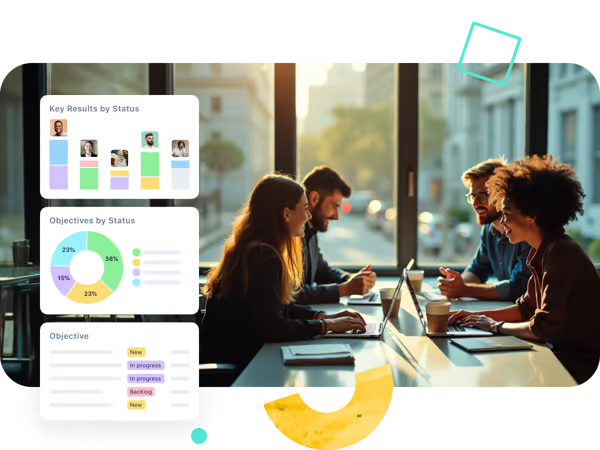 Key Results by Status
Objectives by Status
23%
38%
15%
23%
Objective
New
In progress
In progress
Backlog
New